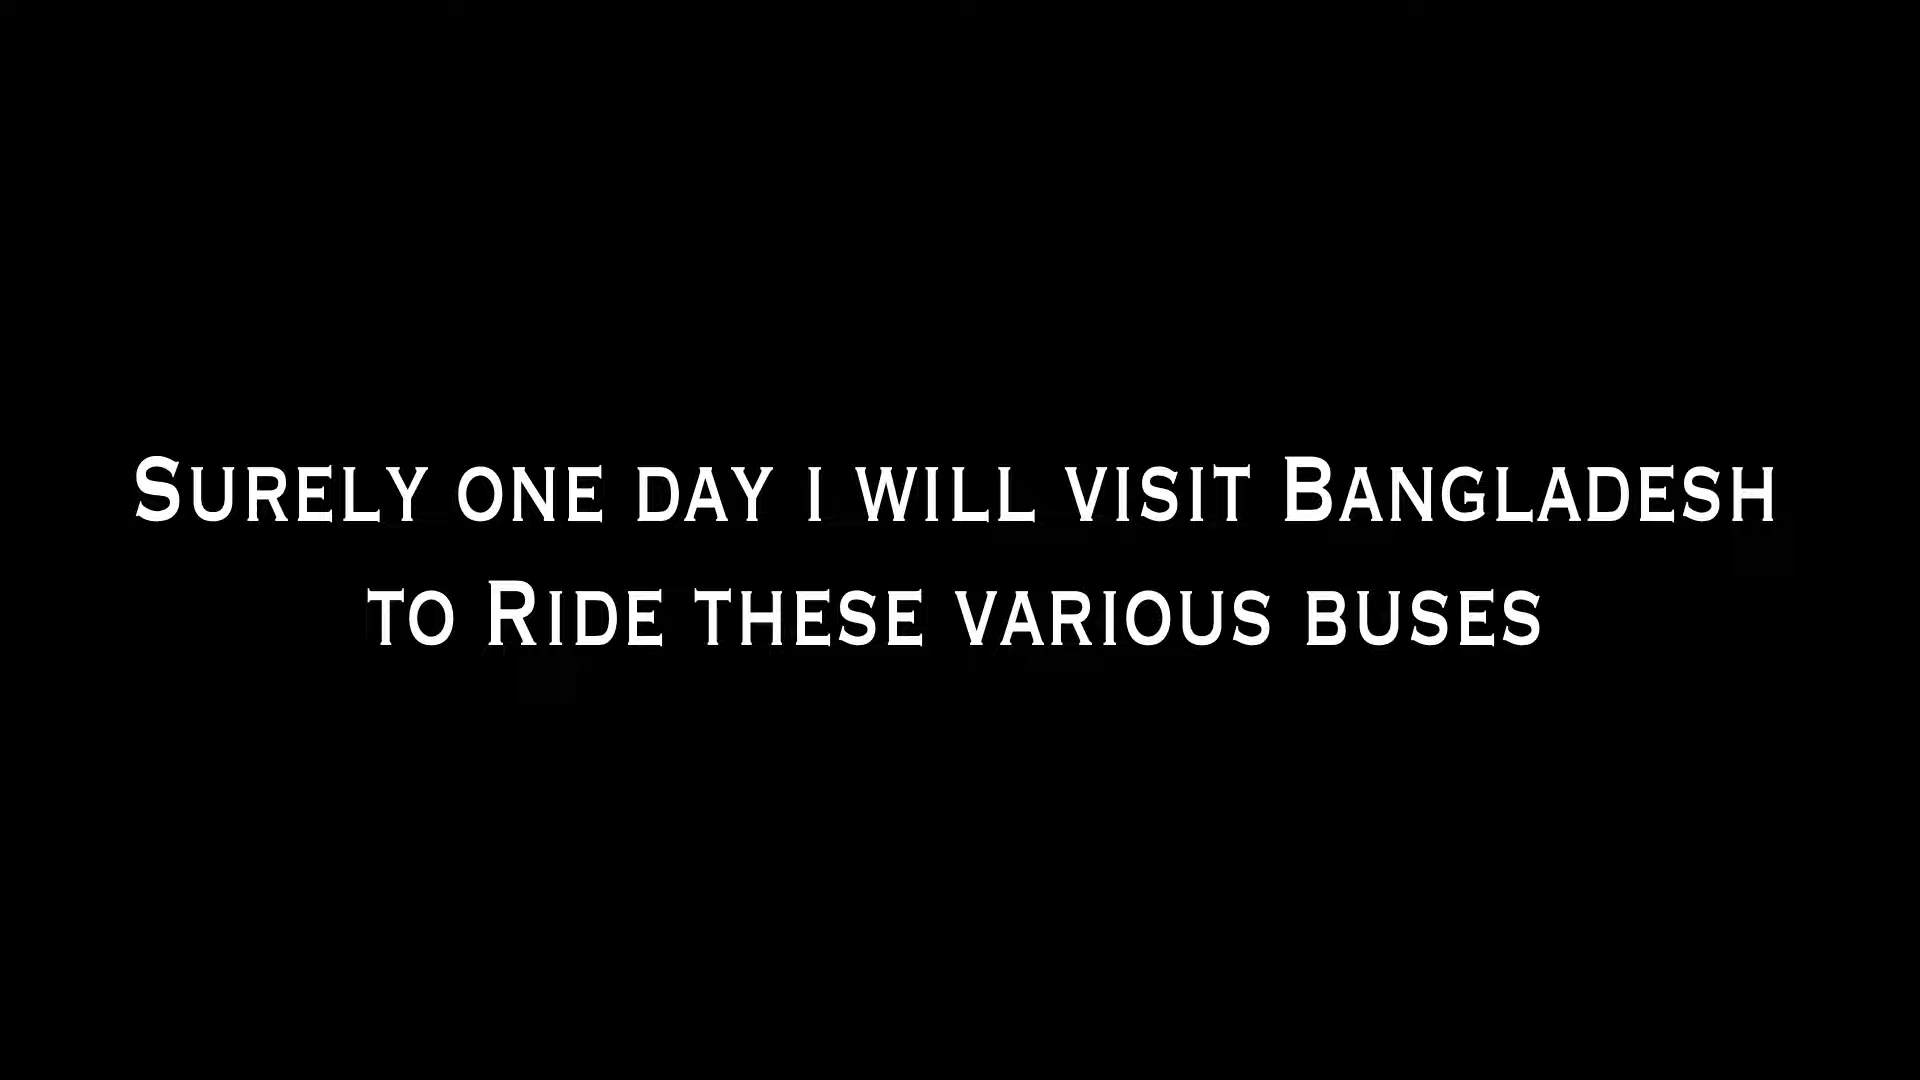 Surely one day i will visit Bangladesh
to Ride these various buses